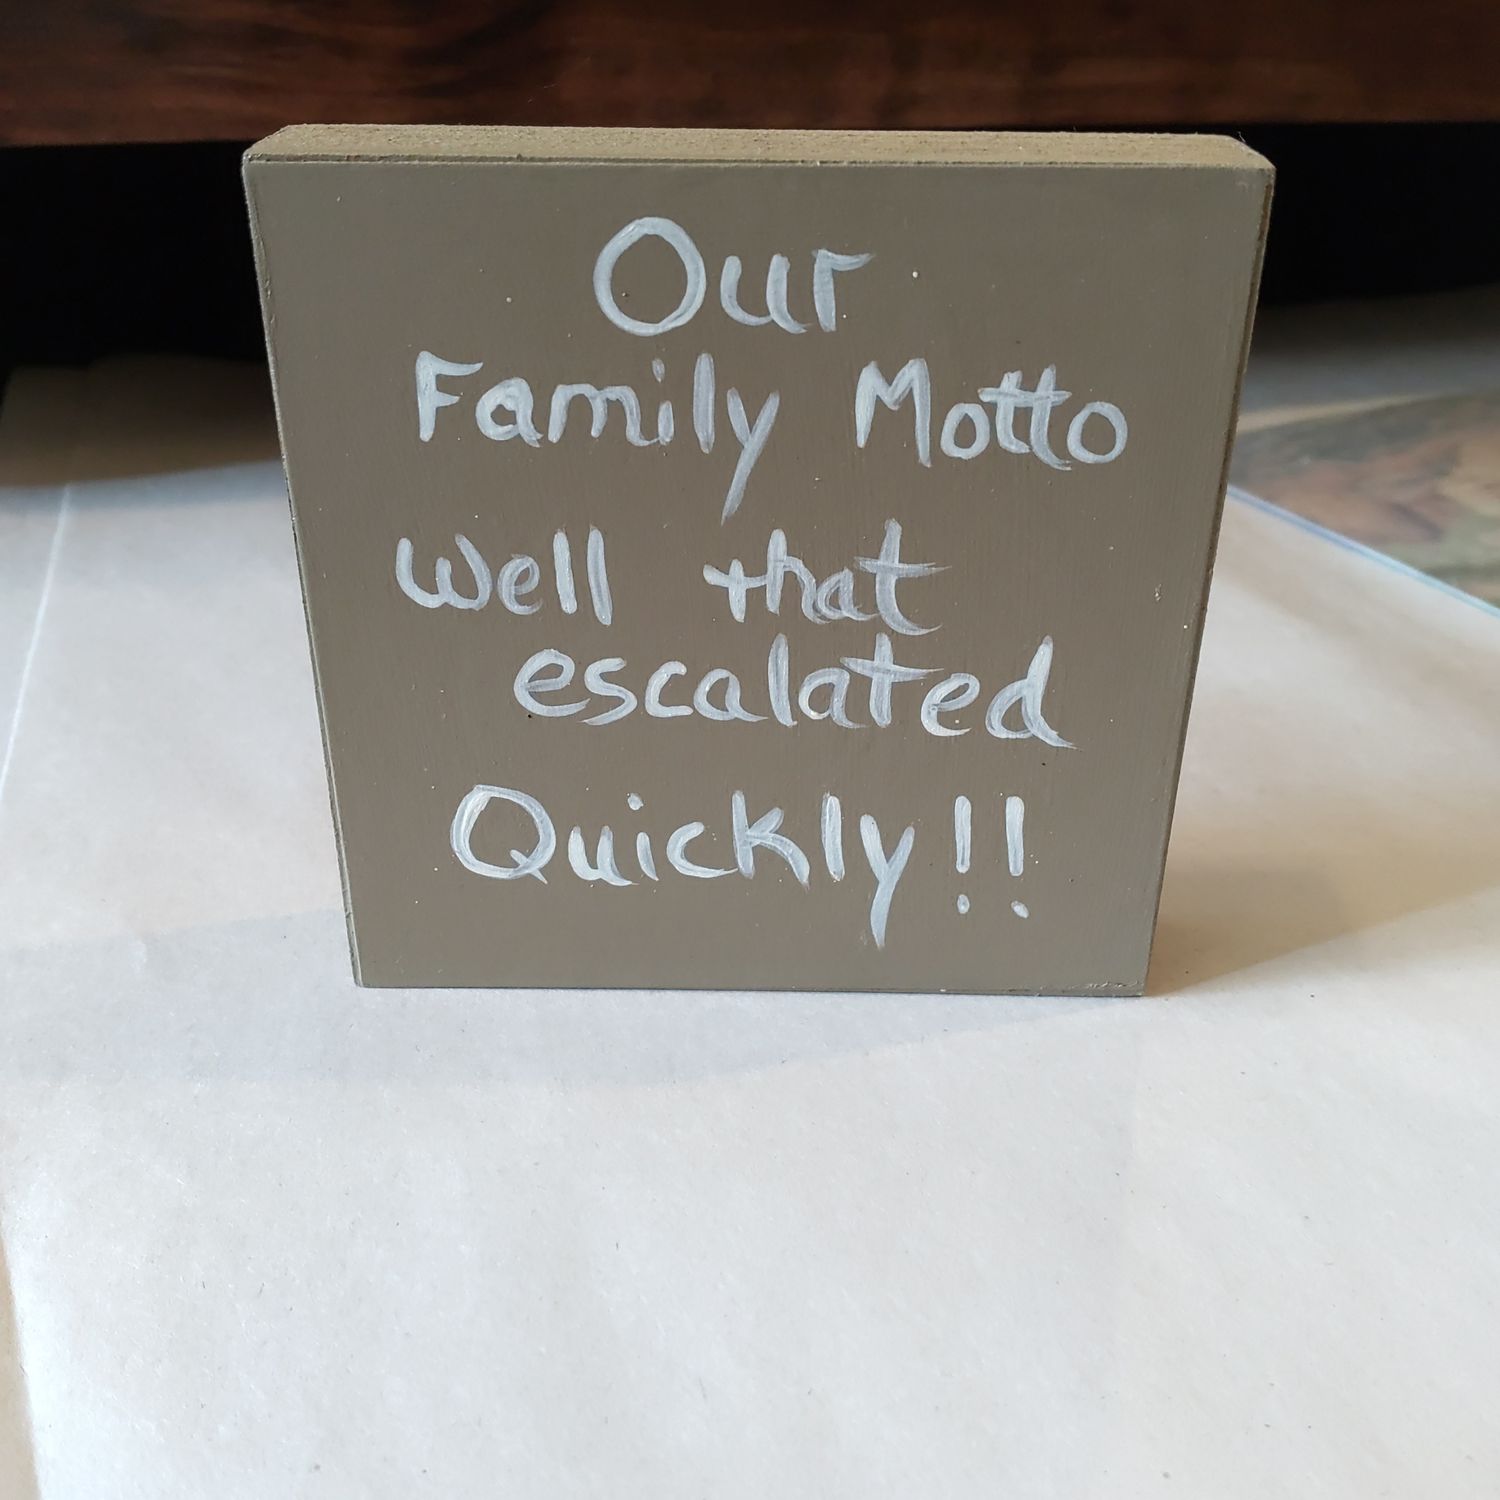 Our
Family Motto
Well that
escalated
Quickly!!